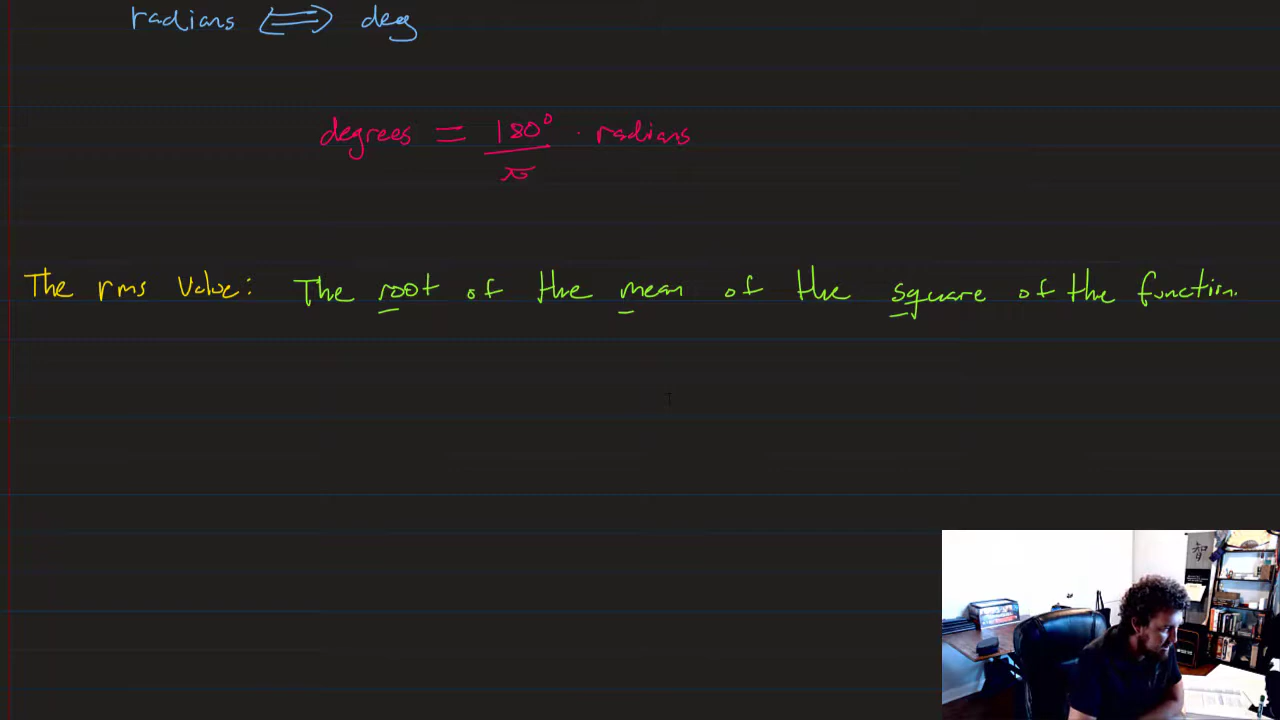 radians ⟺ deg
degrees = 180°/π · radians
The rms Value: The root of the mean of the square of the function.
智